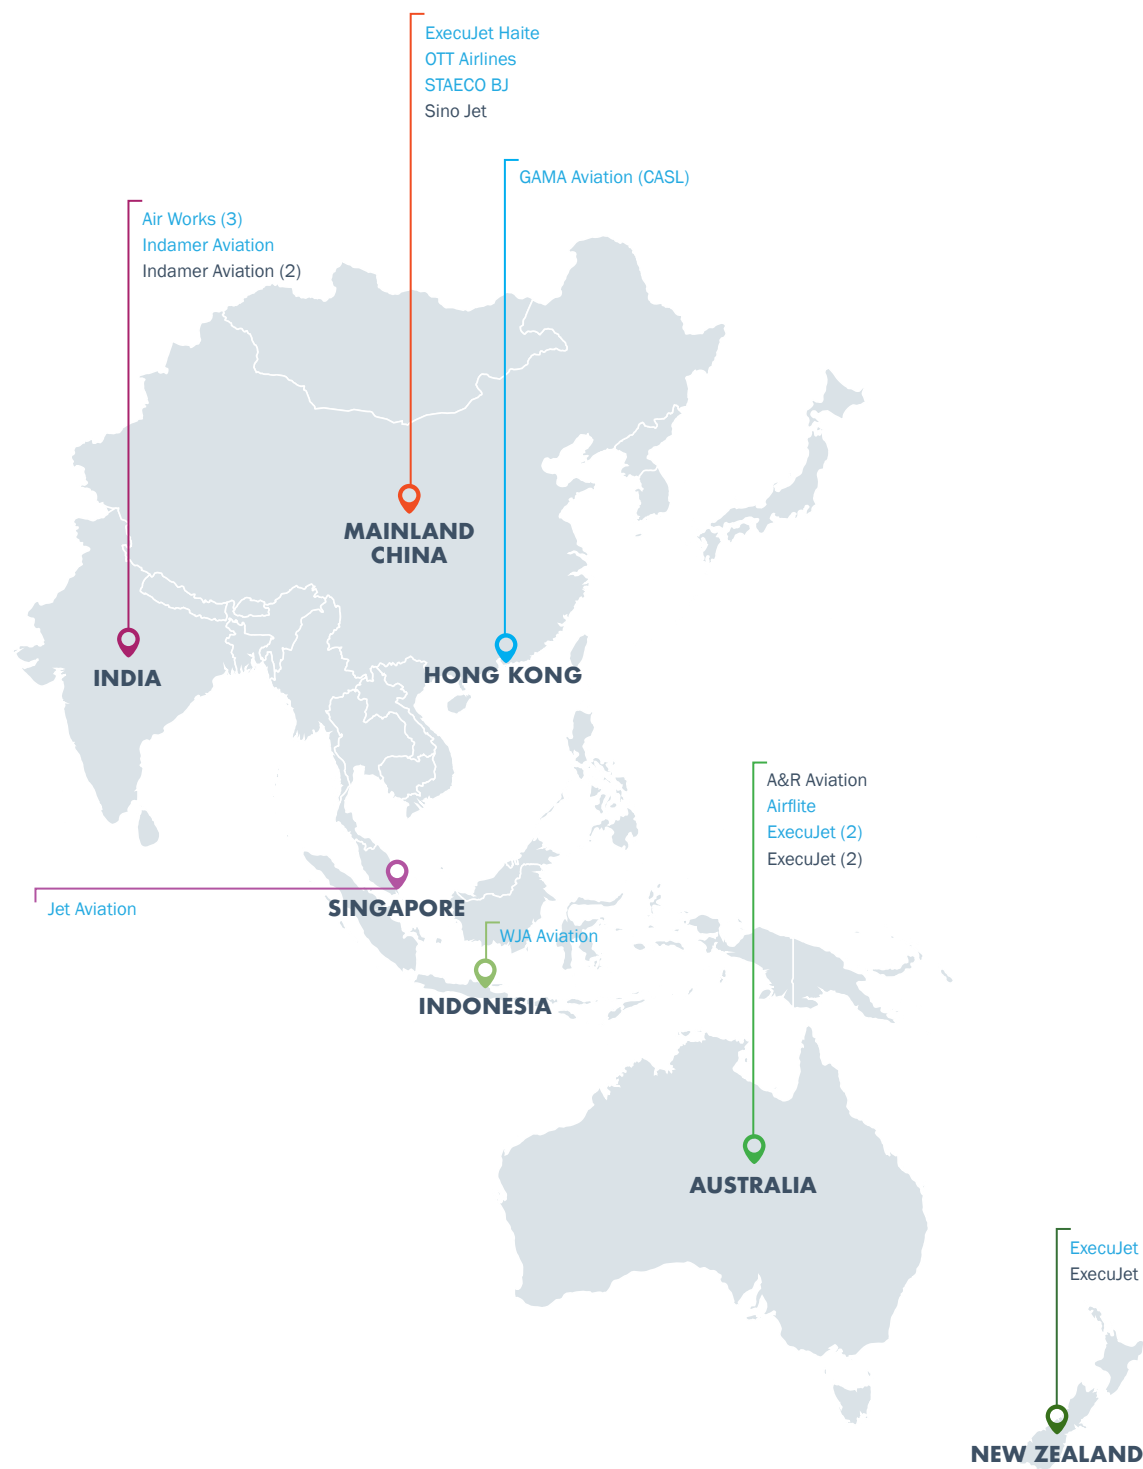 ExecuJet Haite
OTT Airlines
STAECO BJ
Sino Jet
GAMA Aviation (CASL)
Air Works (3)
Indamer Aviation
Indamer Aviation (2)
MAINLAND
CHINA
INDIA
HONG KONG
A&R Aviation
Airflite
ExecuJet (2)
ExecuJet (2)
Jet Aviation
SINGAPORE
WJA Aviation
INDONESIA
AUSTRALIA
ExecuJet
ExecuJet
NEW ZEALAND